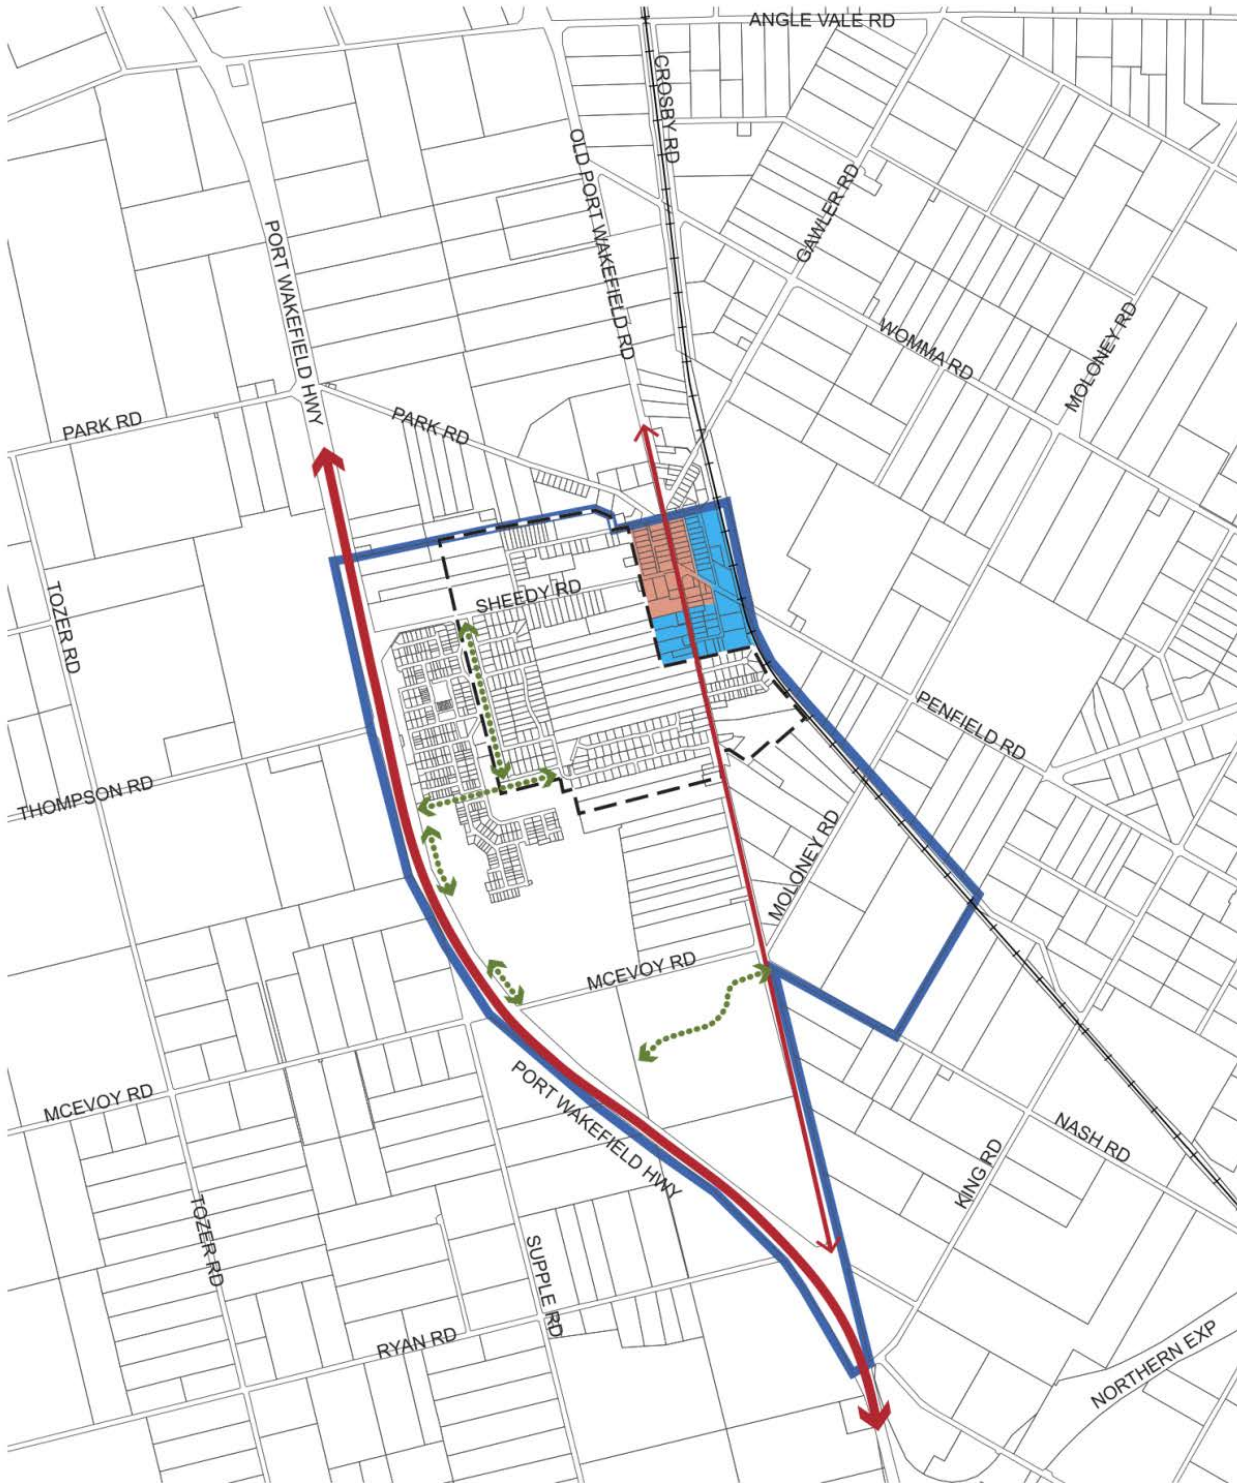 ANGLE VALE RD
CROSBY RD
OLD PORT WAKEFIELD RD
GAWLER RD
PORT WAKEFIELD HWY
WOMMA RD
MOLONEY RD
PARK RD
PARK RD
SHEEDY RD
TOZER RD
PENFIELD RD
THOMPSON RD
MOLONEY RD
MCEVOY RD
PORT WAKEFIELD HWY
MCEVOY RD
NASH RD
KING RD
TOZER RD
SUPPLE RD
RYAN RD
NORTHERN EXP